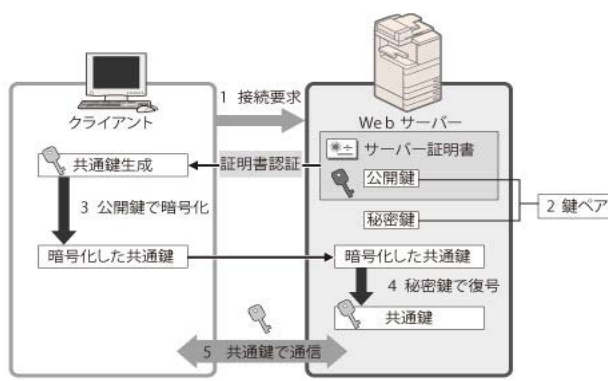 1 接続要求
クライアント
Web サーバー
サーバー証明書
共通鍵生成
証明書認証
公開鍵
2 鍵ペア
3 公開鍵で暗号化
秘密鍵
暗号化した共通鍵
暗号化した共通鍵
4 秘密鍵で復号
共通鍵
5 共通鍵で通信